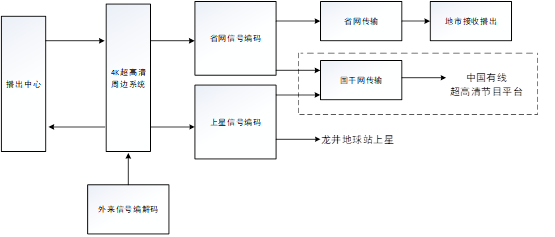 播出中心
4K超高清
周边系统
省网信号编码
上星信号编码
省网传输
地市接收播出
国干网传输
中国有线
超高清节目平台
龙井地球站上星
外来信号编解码